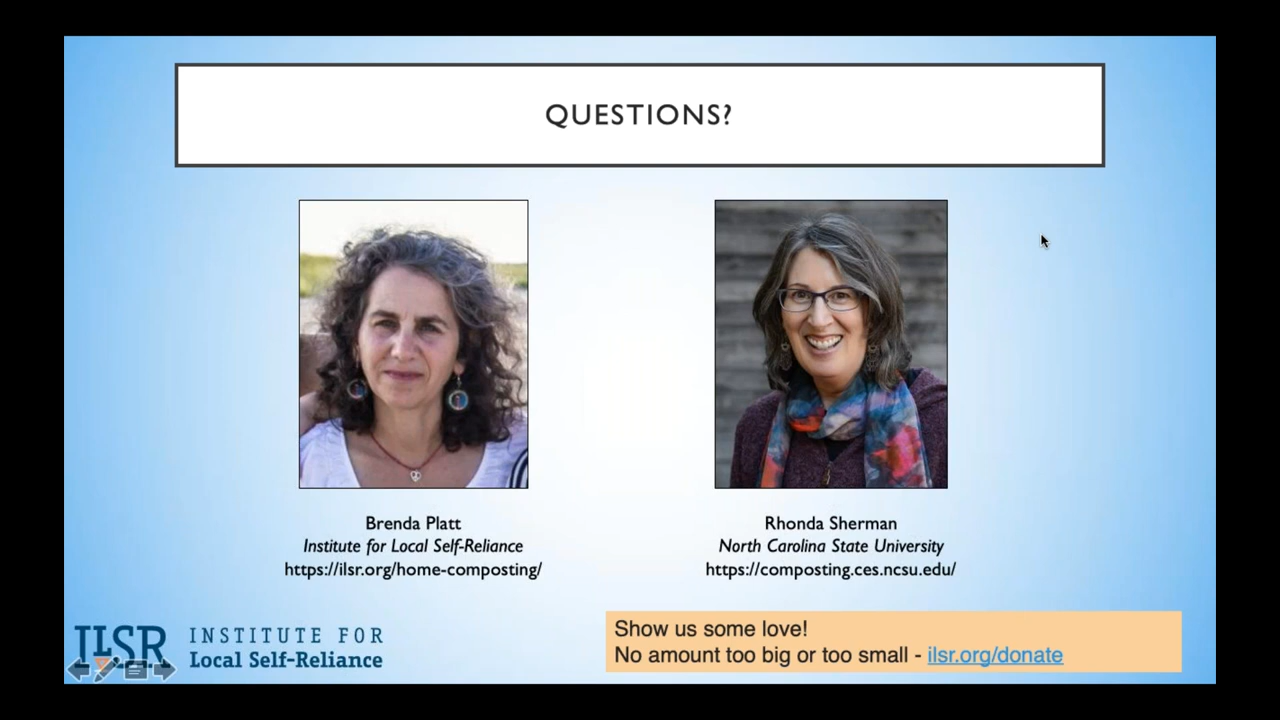 QUESTIONS?
Brenda Platt
Institute for Local Self-Reliance
https://ilsr.org/home-composting/
Rhonda Sherman
North Carolina State University
https://composting.ces.ncsu.edu/
ILSR
INSTITUTE FOR
Local Self-Reliance
Show us some love!
No amount too big or too small - ilsr.org/donate